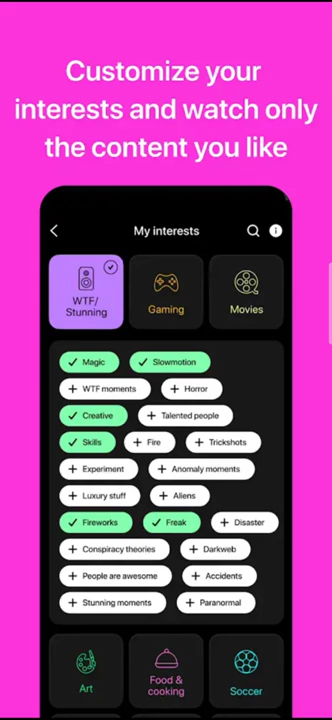 Customize your
interests and watch only
the content you like
My interests
WTF/
Stunning
Gaming
Movies
Magic
Slowmotion
WTF moments
Horror
Creative
Talented people
Skills
Fire
Trickshots
Experiment
Anomaly moments
Luxury stuff
Aliens
Fireworks
Freak
Disaster
Conspiracy theories
Darkweb
People are awesome
Accidents
Stunning moments
Paranormal
Art
Food &
cooking
Soccer